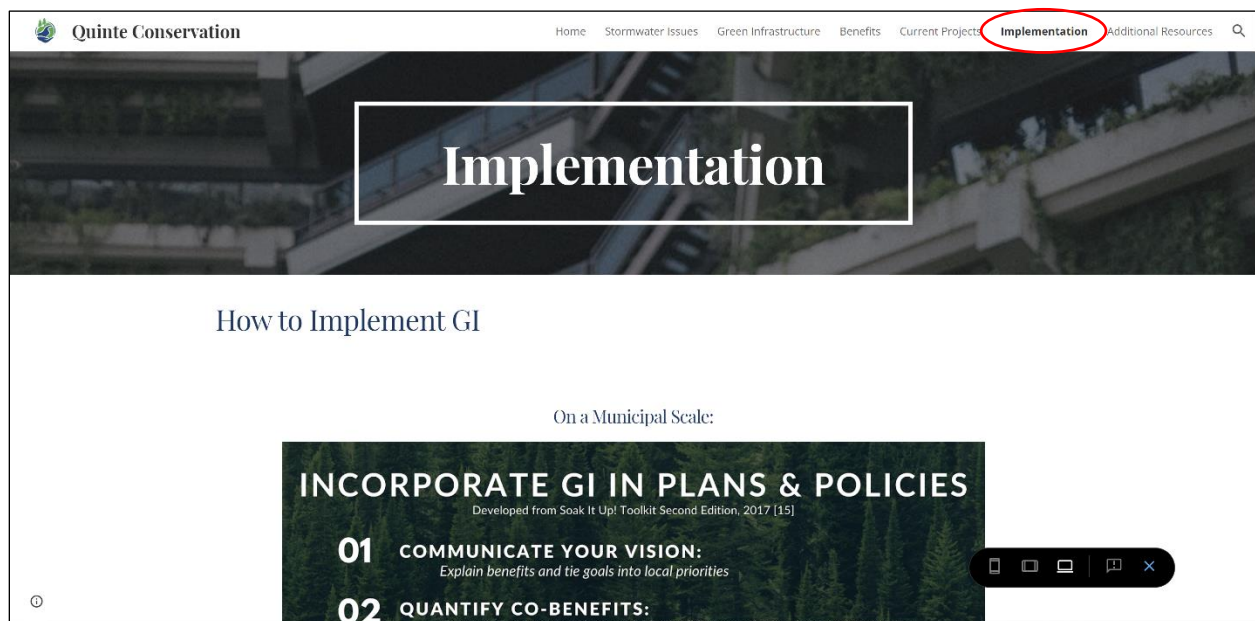 Quinte Conservation
Home Stormwater Issues Green Infrastructure Benefits Current Projects Implementation Additional Resources
Implementation
How to Implement GI
On a Municipal Scale:
INCORPORATE GI IN PLANS & POLICIES
Developed from Soak It Up! Toolkit Second Edition, 2017 [15]
01 COMMUNICATE YOUR VISION:
Explain benefits and tie goals into local priorities
02 QUANTIFY CO-BENEFITS: